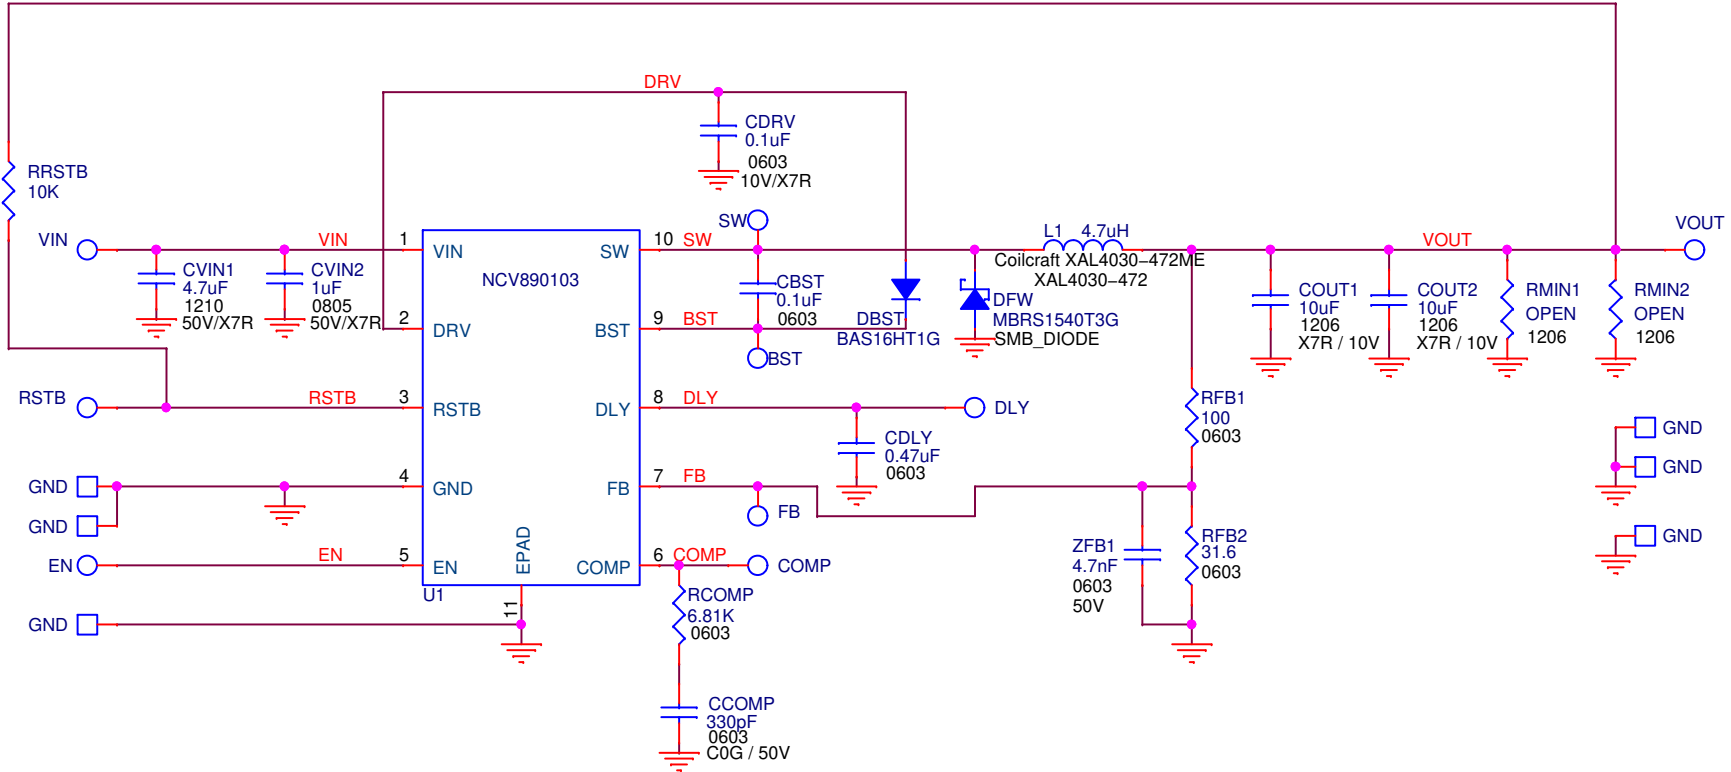 DRV
CDRV
0.1uF
0603
10V/X7R
RRSTB
10K
VIN
VIN
CVIN1
4.7uF
1210
50V/X7R
CVIN2
1uF
0805
50V/X7R
1
VIN
2
DRV
RSTB
RSTB
3
RSTB
GND
GND
4
GND
EN
EN
5
EN
GND
NCV890103
U1
EPAD
11
SW
10
SW
SW
CBST
0.1uF
0603
BST
9
BST
BST
DBST
BAS16HT1G
DFW
MBRS1540T3G
SMB_DIODE
L1 4.7uH
Coilcraft XAL4030-472ME
XAL4030-472
DLY
8
DLY
DLY
CDLY
0.47uF
0603
FB
7
FB
FB
COMP
6
COMP
COMP
RCOMP
6.81K
0603
CCOMP
330pF
0603
C0G / 50V
ZFB1
4.7nF
0603
50V
RFB1
100
0603
RFB2
31.6
0603
VOUT
VOUT
COUT1
10uF
1206
X7R / 10V
COUT2
10uF
1206
X7R / 10V
RMIN1
OPEN
1206
RMIN2
OPEN
1206
GND
GND
GND